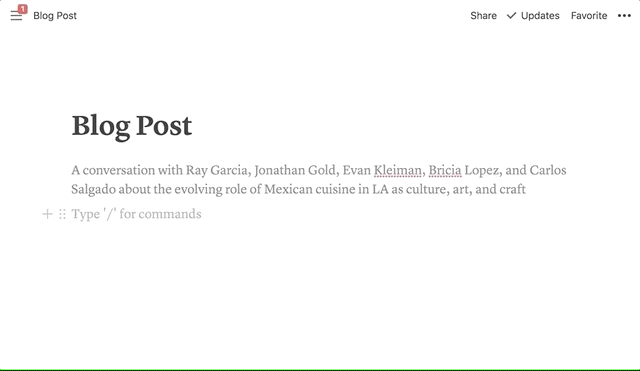 1
Blog Post
Share
Updates
Favorite
Blog Post
A conversation with Ray Garcia, Jonathan Gold, Evan Kleiman, Bricia Lopez, and Carlos
Salgado about the evolving role of Mexican cuisine in LA as culture, art, and craft
Type '/' for commands